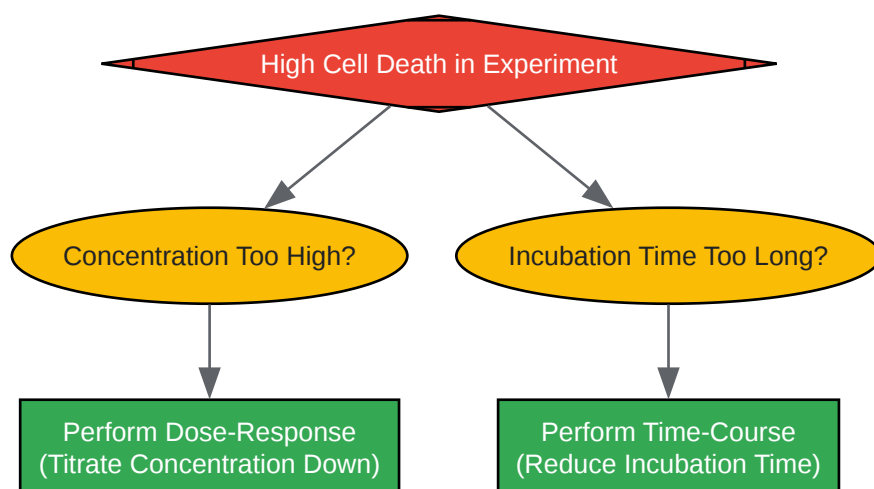 High Cell Death in Experiment
Concentration Too High?
Incubation Time Too Long?
Perform Dose-Response
(Titrate Concentration Down)
Perform Time-Course
(Reduce Incubation Time)